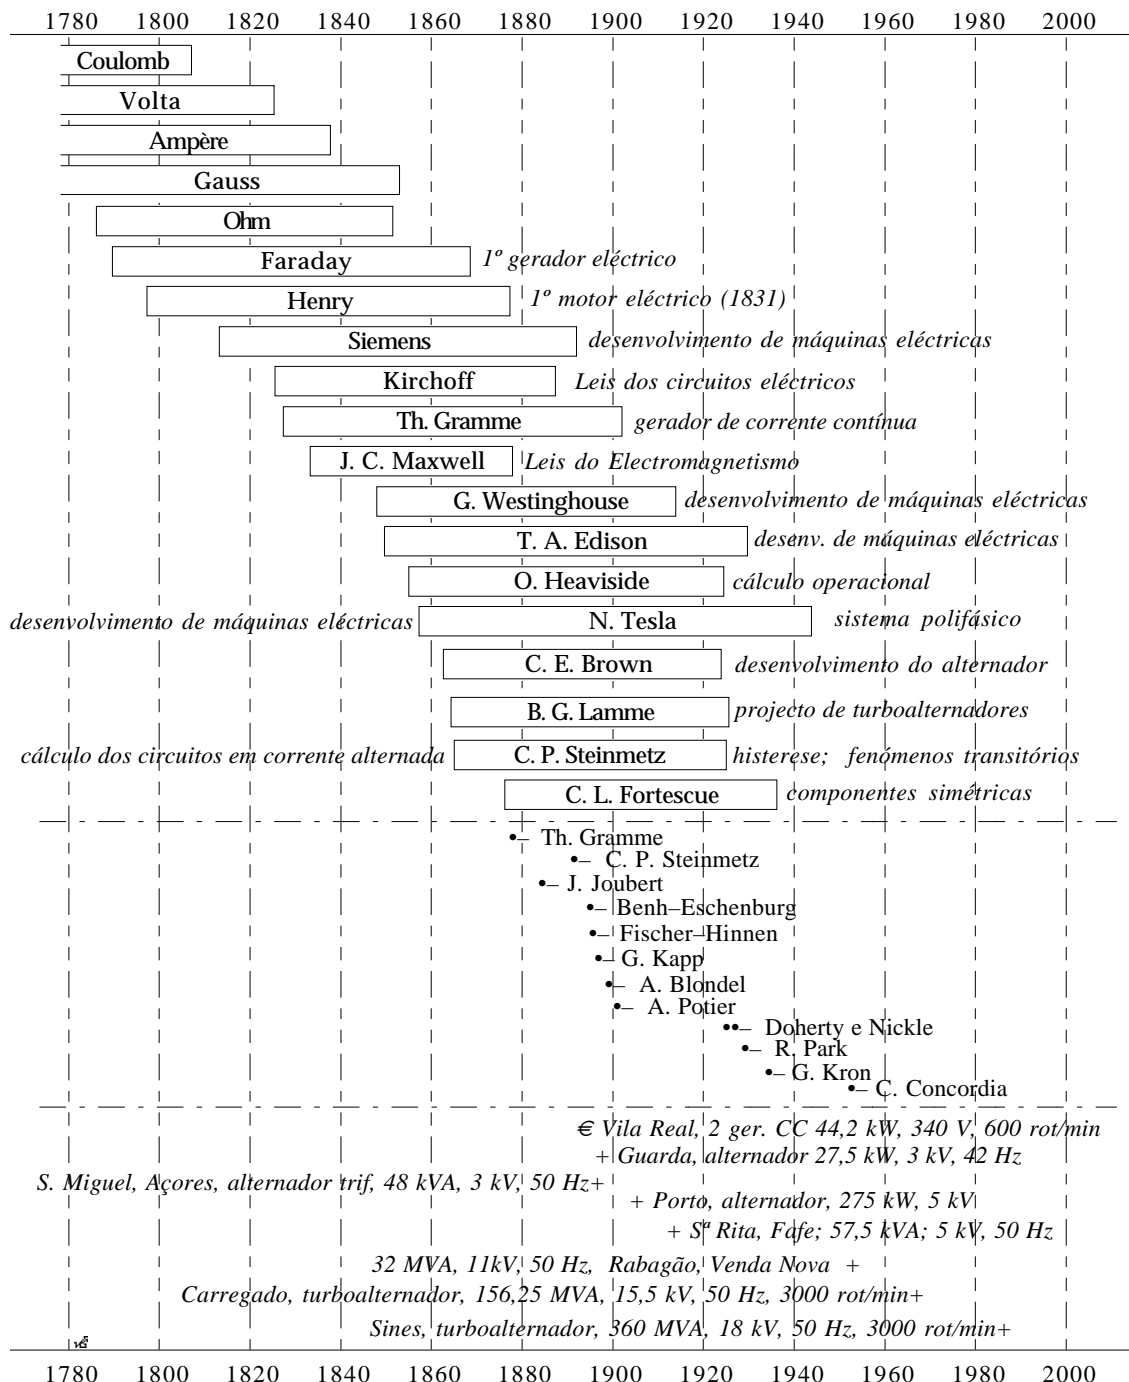 1780 1800 1820 1840 1860 1880 1900 1920 1940 1960 1980 2000
Coulomb
Volta
Ampère
Gauss
Ohm
Faraday 1º gerador eléctrico
Henry 1º motor eléctrico (1831)
Siemens desenvolvimento de máquinas eléctricas
Kirchoff Leis dos circuitos eléctricos
Th. Gramme gerador de corrente contínua
J. C. Maxwell Leis do Electromagnetismo
G. Westinghouse desenvolvimento de máquinas eléctricas
T. A. Edison desenv. de máquinas eléctricas
O. Heaviside cálculo operacional
desenvolvimento de máquinas eléctricas N. Tesla sistema polifásico
C. E. Brown desenvolvimento do alternador
B. G. Lamme projecto de turboalternadores
cálculo dos circuitos em corrente alternada C. P. Steinmetz histerese; fenómenos transitórios
C. L. Fortescue componentes simétricas
•– Th. Gramme
•– C. P. Steinmetz
•– J. Joubert
•– Benh–Eschenburg
•– Fischer–Hinnen
•– G. Kapp
•– A. Blondel
•– A. Potier
••– Doherty e Nickle
•– R. Park
•– G. Kron
•– C. Concordia
€ Vila Real, 2 ger. CC 44,2 kW, 340 V, 600 rot/min
+ Guarda, alternador 27,5 kW, 3 kV, 42 Hz
S. Miguel, Açores, alternador trif, 48 kVA, 3 kV, 50 Hz+
+ Porto, alternador, 275 kW, 5 kV
+ Sª Rita, Fafe; 57,5 kVA; 5 kV, 50 Hz
32 MVA, 11kV, 50 Hz, Rabagão, Venda Nova +
Carregado, turboalternador, 156,25 MVA, 15,5 kV, 50 Hz, 3000 rot/min+
Sines, turboalternador, 360 MVA, 18 kV, 50 Hz, 3000 rot/min+
1780 1800 1820 1840 1860 1880 1900 1920 1940 1960 1980 2000